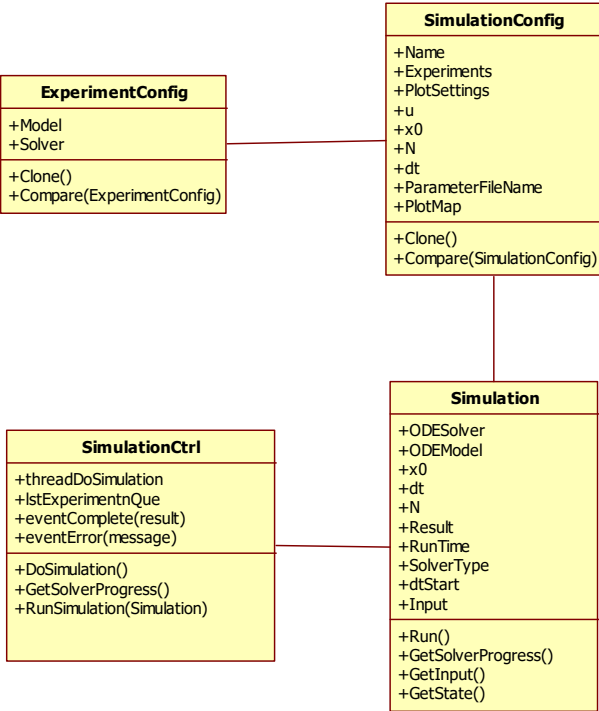 SimulationConfig
+Name
+Experiments
+PlotSettings
+u
+x0
+N
+dt
+ParameterFileName
+PlotMap
+Clone()
+Compare(SimulationConfig)
ExperimentConfig
+Model
+Solver
+Clone()
+Compare(ExperimentConfig)
Simulation
+ODESolver
+ODEModel
+x0
+dt
+N
+Result
+RunTime
+SolverType
+dtStart
+Input
+Run()
+GetSolverProgress()
+GetInput()
+GetState()
SimulationCtrl
+threadDoSimulation
+lstExperimentnQue
+eventComplete(result)
+eventError(message)
+DoSimulation()
+GetSolverProgress()
+RunSimulation(Simulation)